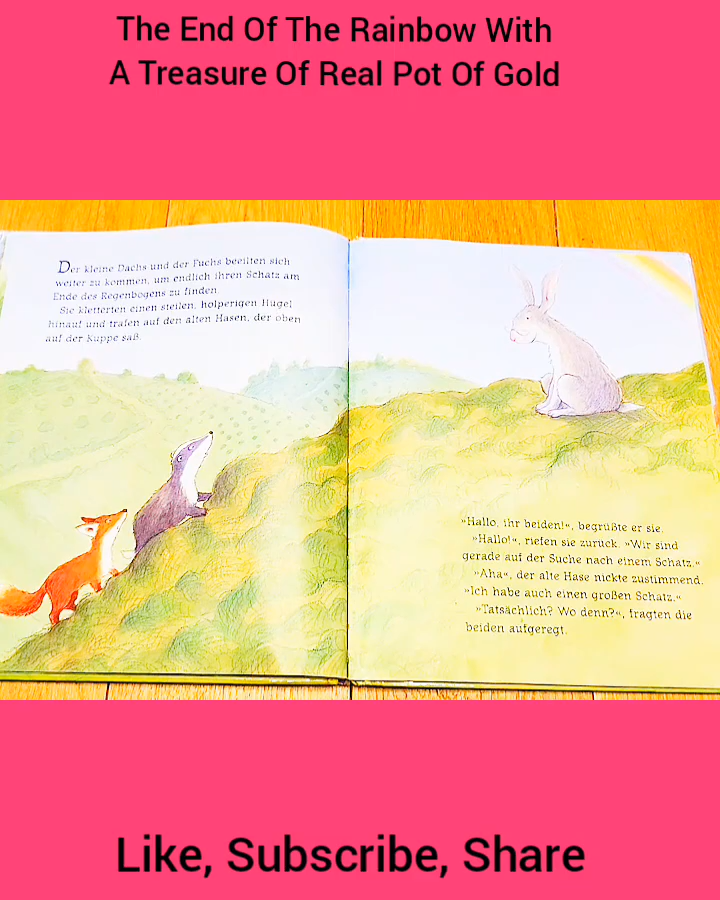 The End Of The Rainbow With
A Treasure Of Real Pot Of Gold
Der kleine Dachs und der Fuchs beeilten sich
weiter zu kommen, um endlich ihren Schatz am
Ende des Regenbogens zu finden.
Sie kletterten einen steilen, holperigen Hügel
hinauf und trafen auf den alten Hasen, der oben
auf der Kuppe saß.
»Hallo, ihr beiden!«, begrüßte er sie.
»Hallo!«, riefen sie zurück. »Wir sind
gerade auf der Suche nach einem Schatz.«
»Aha«, der alte Hase nickte zustimmend.
»Ich habe auch einen großen Schatz.«
»Tatsächlich? Wo denn?«, fragten die
beiden aufgeregt.
Like, Subscribe, Share